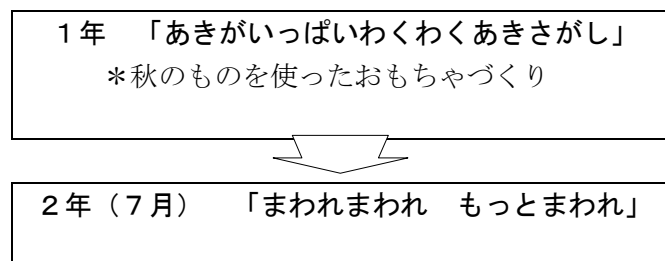 1年　「あきがいっぱいわくわくあきさがし」
＊秋のものを使ったおもちゃづくり
2年（7月）　「まわれまわれ　もっとまわれ」